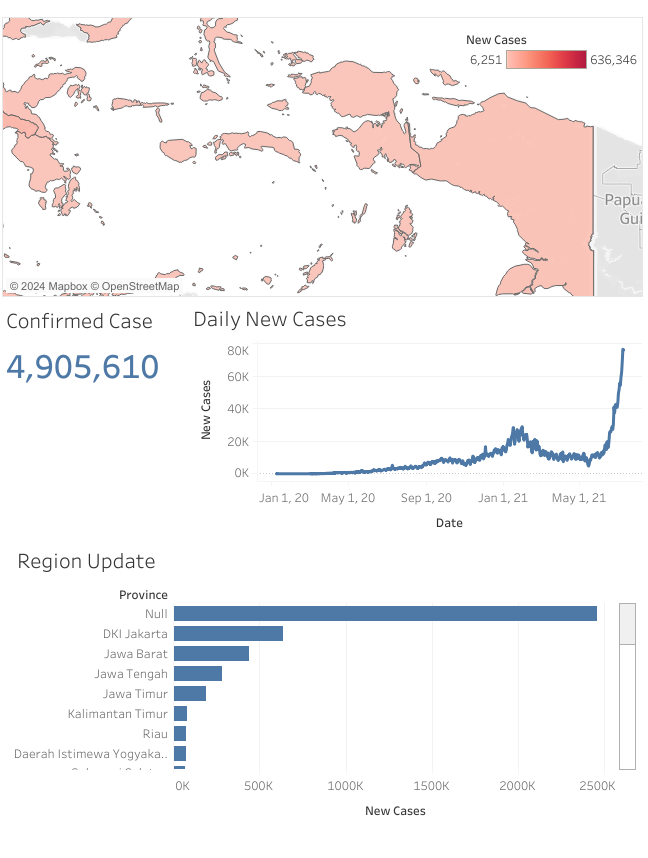 New Cases
6,251 636,346
Papu
Gui
© 2024 Mapbox © OpenStreetMap
Confirmed Case
4,905,610
Daily New Cases
New Cases
80K
60K
40K
20K
0K
Jan 1, 20 May 1, 20 Sep 1, 20 Jan 1, 21 May 1, 21
Date
Region Update
Province
Null
DKI Jakarta
Jawa Barat
Jawa Tengah
Jawa Timur
Kalimantan Timur
Riau
Daerah Istimewa Yogyaka..
0K 500K 1000K 1500K 2000K 2500K
New Cases